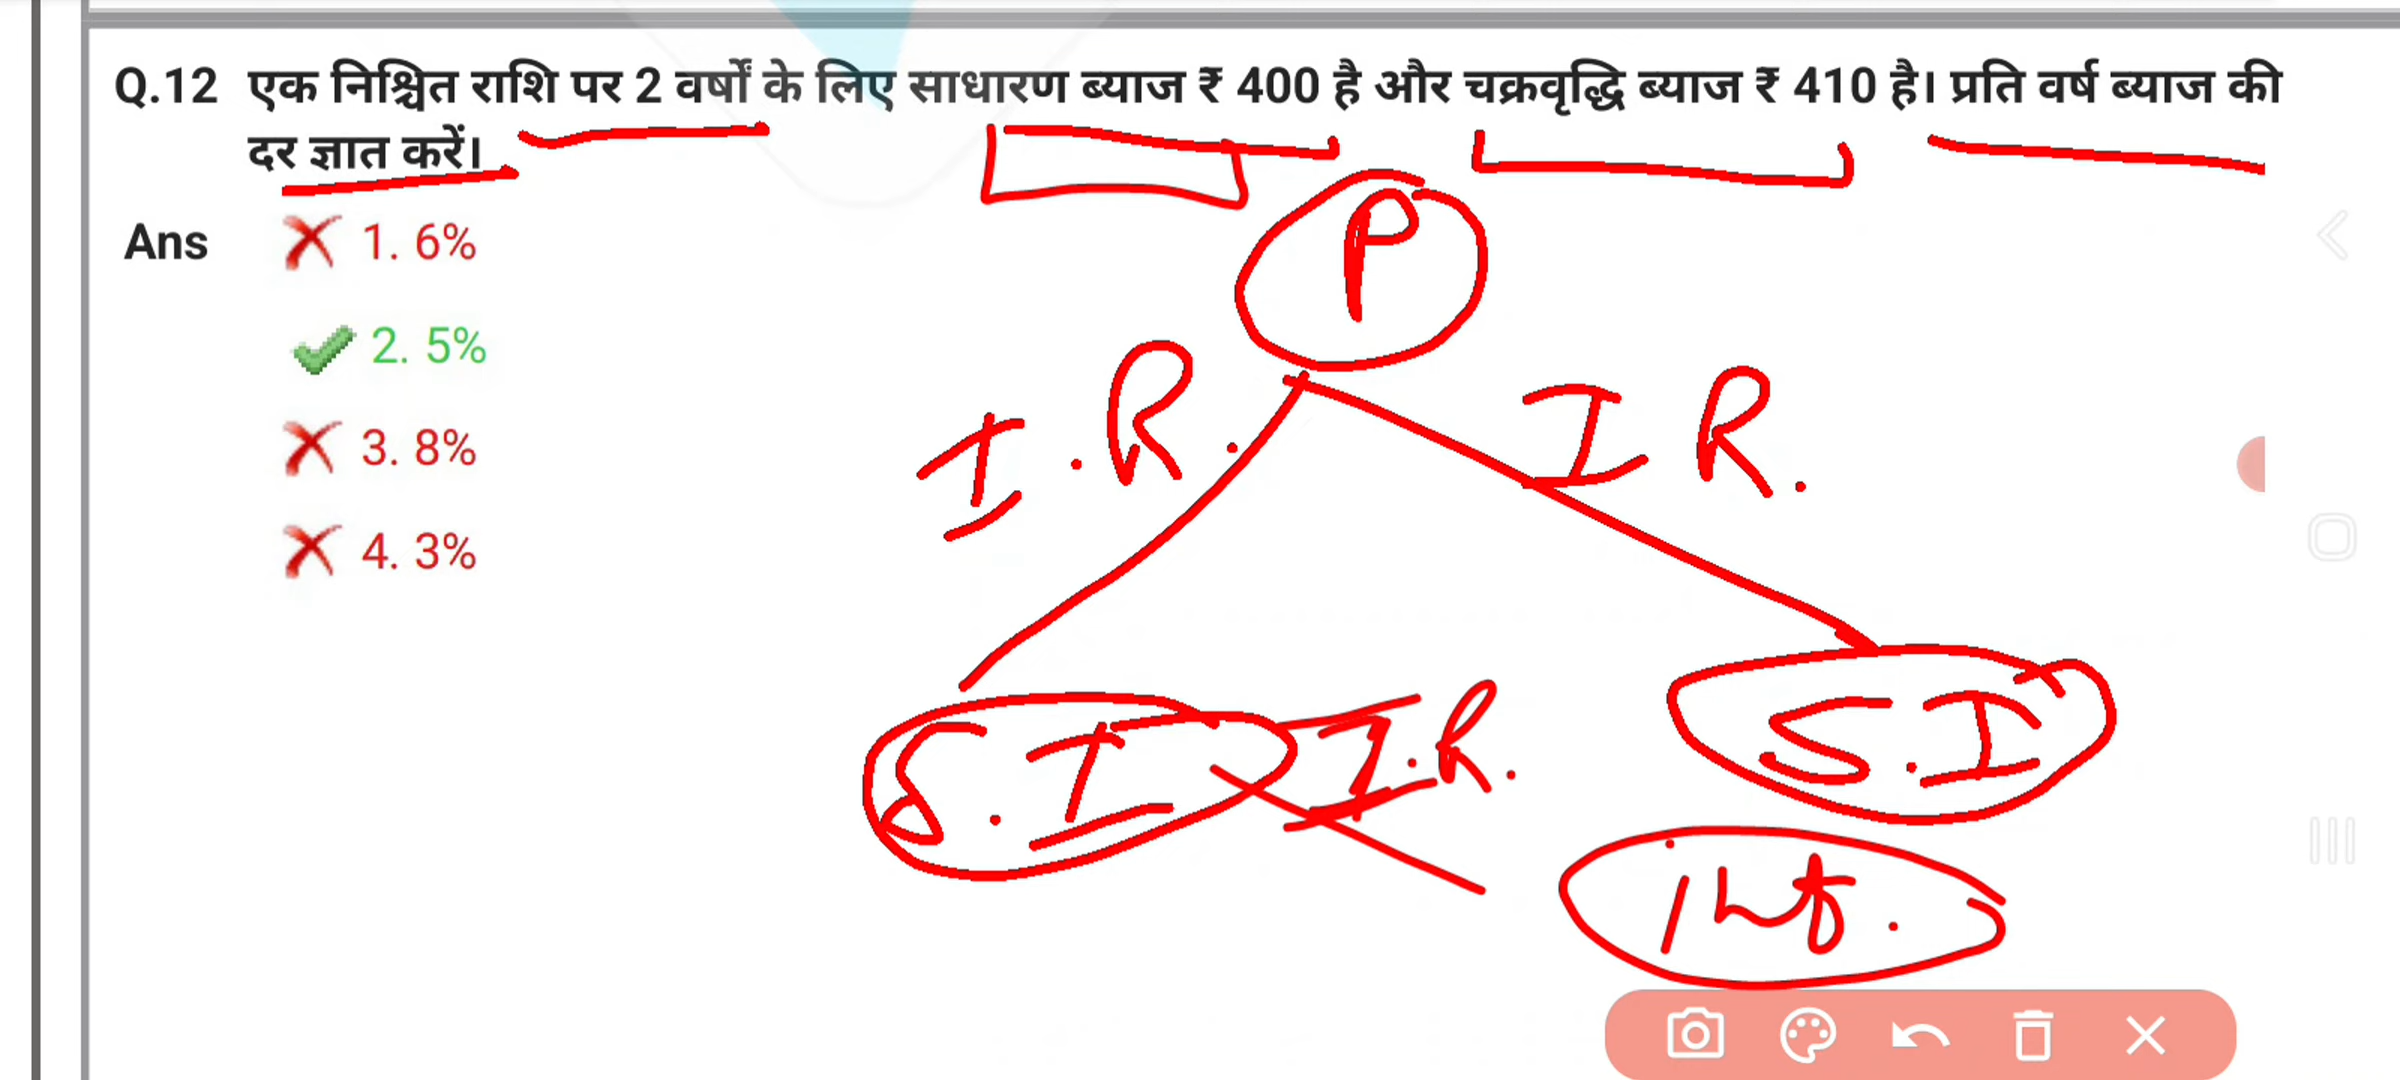 Q.12 एक निश्चित राशि पर 2 वर्षों के लिए साधारण ब्याज ₹ 400 है और चक्रवृद्धि ब्याज ₹ 410 है। प्रति वर्ष ब्याज की
दर ज्ञात करें।
Ans 1. 6%
2. 5%
3. 8%
4. 3%
P
I.R. I R.
S.I I.R. S.I